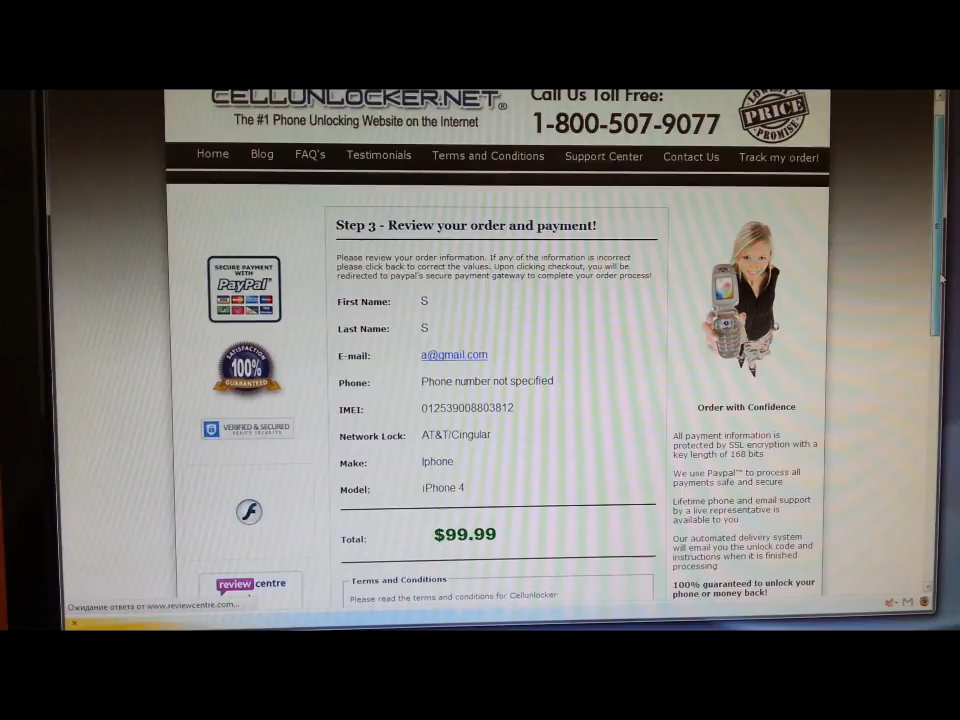 CELLUNLOCKER.NET®
The #1 Phone Unlocking Website on the Internet
Call Us Toll Free:
1-800-507-9077
LOWEST
PRICE
PROMISE
Home Blog FAQ's Testimonials Terms and Conditions Support Center Contact Us Track my order!
SECURE PAYMENT
WITH
PayPal
SATISFACTION
100%
GUARANTEED
VERIFIED & SECURED
review centre
Step 3 - Review your order and payment!
Please review your order information. If any of the information is incorrect
please click back to correct the values. Upon clicking checkout, you will be
redirected to paypal's secure payment gateway to complete your order process!
First Name: S
Last Name: S
E-mail: a@gmail.com
Phone: Phone number not specified
IMEI: 012539008803812
Network Lock: AT&T/Cingular
Make: Iphone
Model: iPhone 4
Total: $99.99
Terms and Conditions
Please read the terms and conditions for Cellunlocker
Order with Confidence
All payment information is
protected by SSL encryption with a
key length of 168 bits
We use Paypal™ to process all
payments safe and secure
Lifetime phone and email support
by a live representative is
available to you
Our automated delivery system
will email you the unlock code and
instructions when it is finished
processing
100% guaranteed to unlock your
phone or money back!
Ожидание ответа от www.reviewcentre.com...